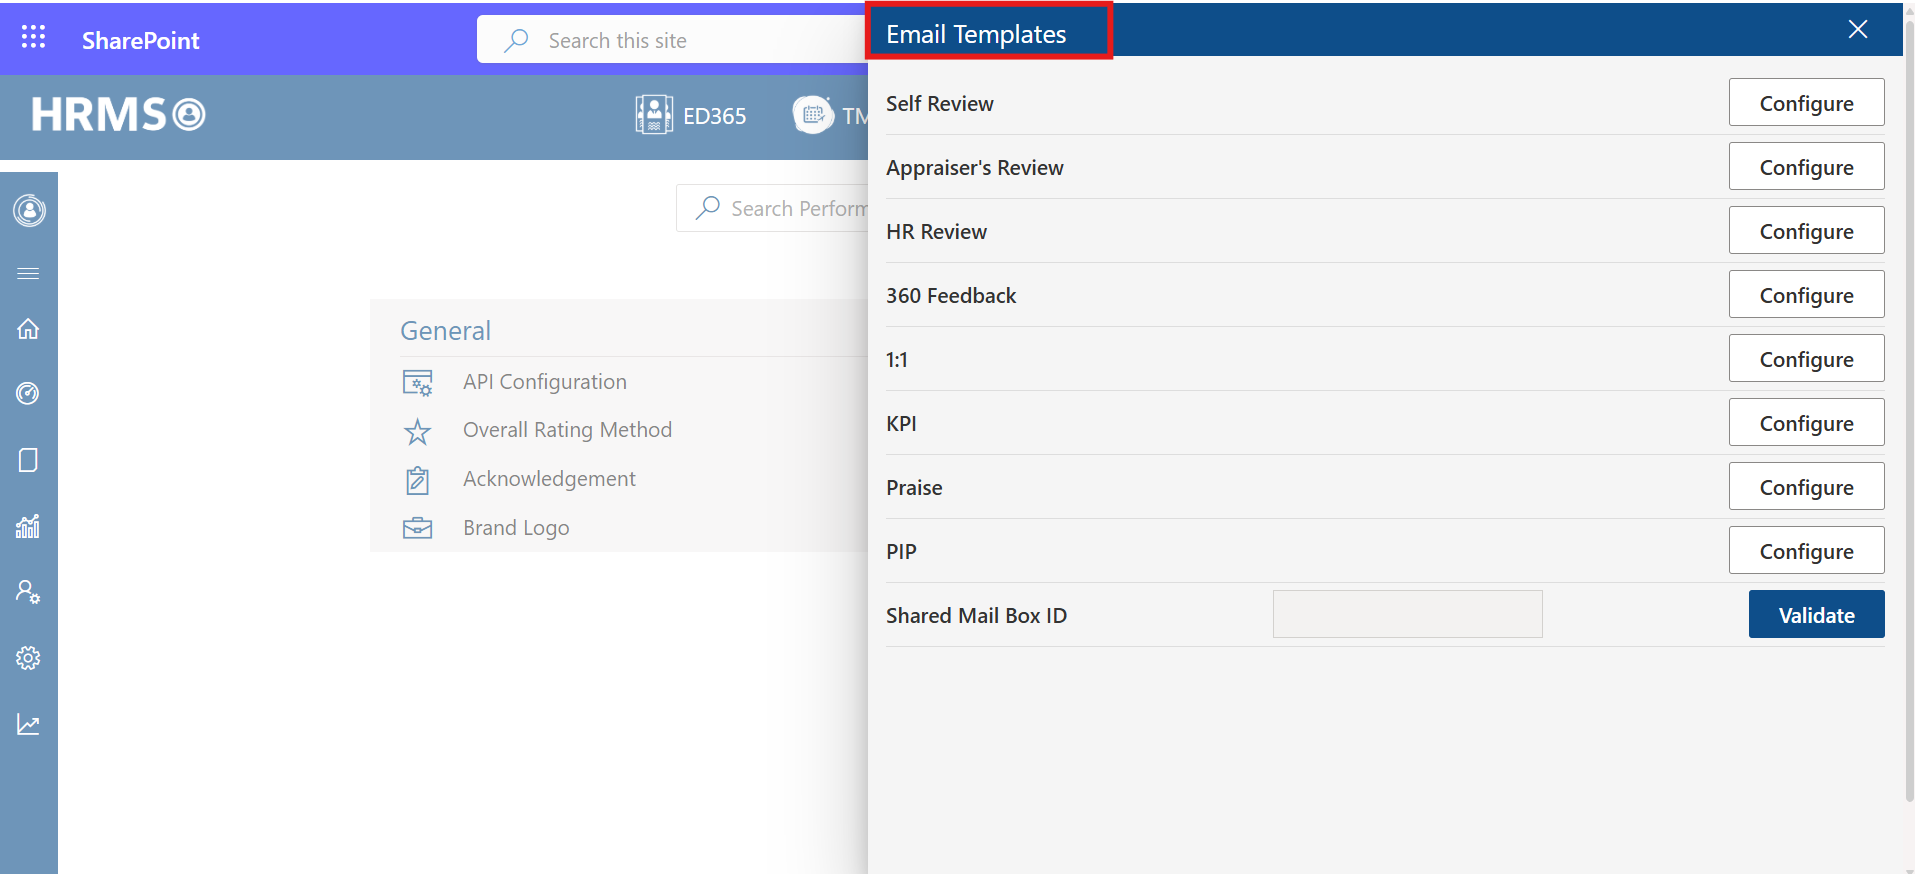 SharePoint
Search this site
Email Templates
HRMS
ED365
TM
Search Perform
General
API Configuration
Overall Rating Method
Acknowledgement
Brand Logo
Self Review Configure
Appraiser's Review Configure
HR Review Configure
360 Feedback Configure
1:1 Configure
KPI Configure
Praise Configure
PIP Configure
Shared Mail Box ID Validate